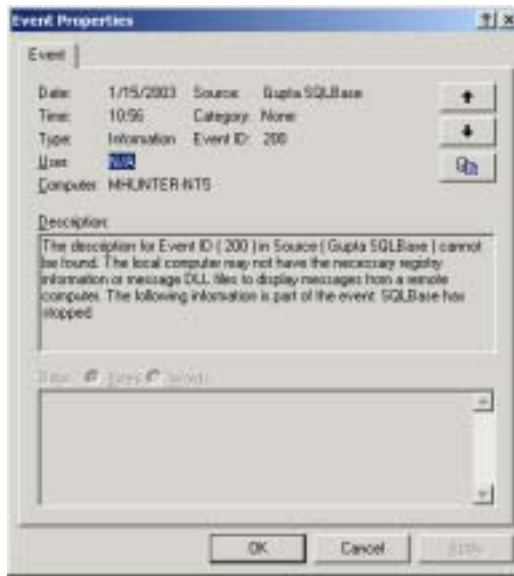 Event Properties
Event
Date: 1/15/2003 Source: Gupta SQLBase
Time: 10:56 Category: None
Type: Information Event ID: 200
User: N/A
Computer: MHUNTER-NT5
Description:
The description for Event ID ( 200 ) in Source ( Gupta SQLBase ) cannot
be found. The local computer may not have the necessary registry
information or message DLL files to display messages from a remote
computer. The following information is part of the event: SQLBase has
stopped
Data: Bytes Words
OK Cancel Apply